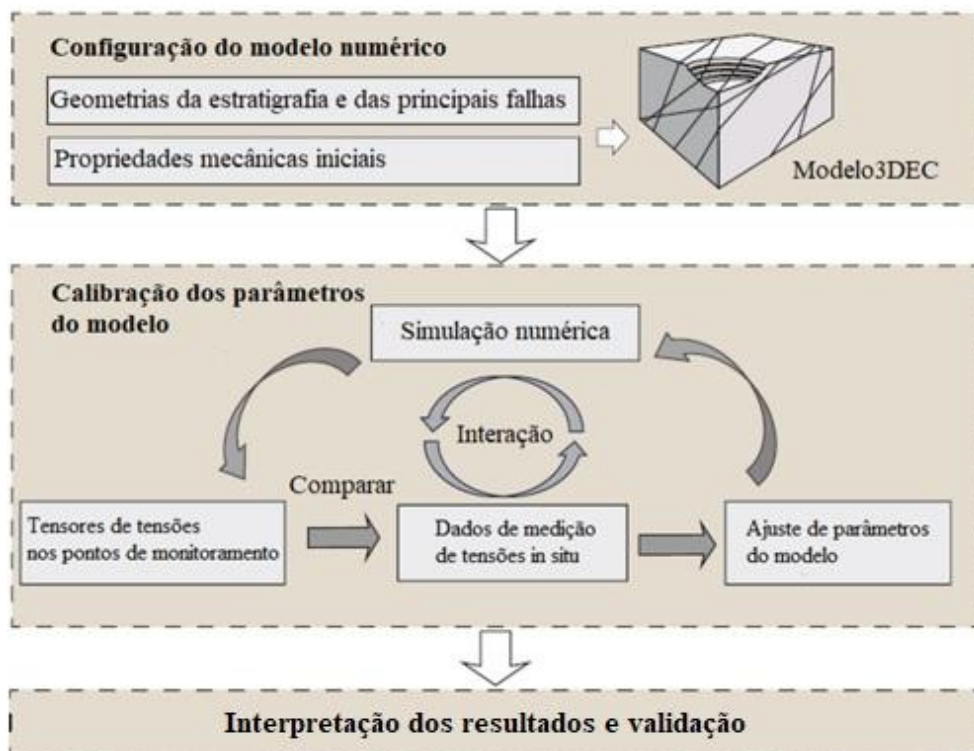 Configuração do modelo numérico
Geometrias da estratigrafia e das principais falhas
Propriedades mecânicas iniciais
Modelo3DEC
Calibração dos parâmetros
do modelo
Simulação numérica
Interação
Comparar
Tensores de tensões
nos pontos de monitoramento
Dados de medição
de tensões in situ
Ajuste de parâmetros
do modelo
Interpretação dos resultados e validação